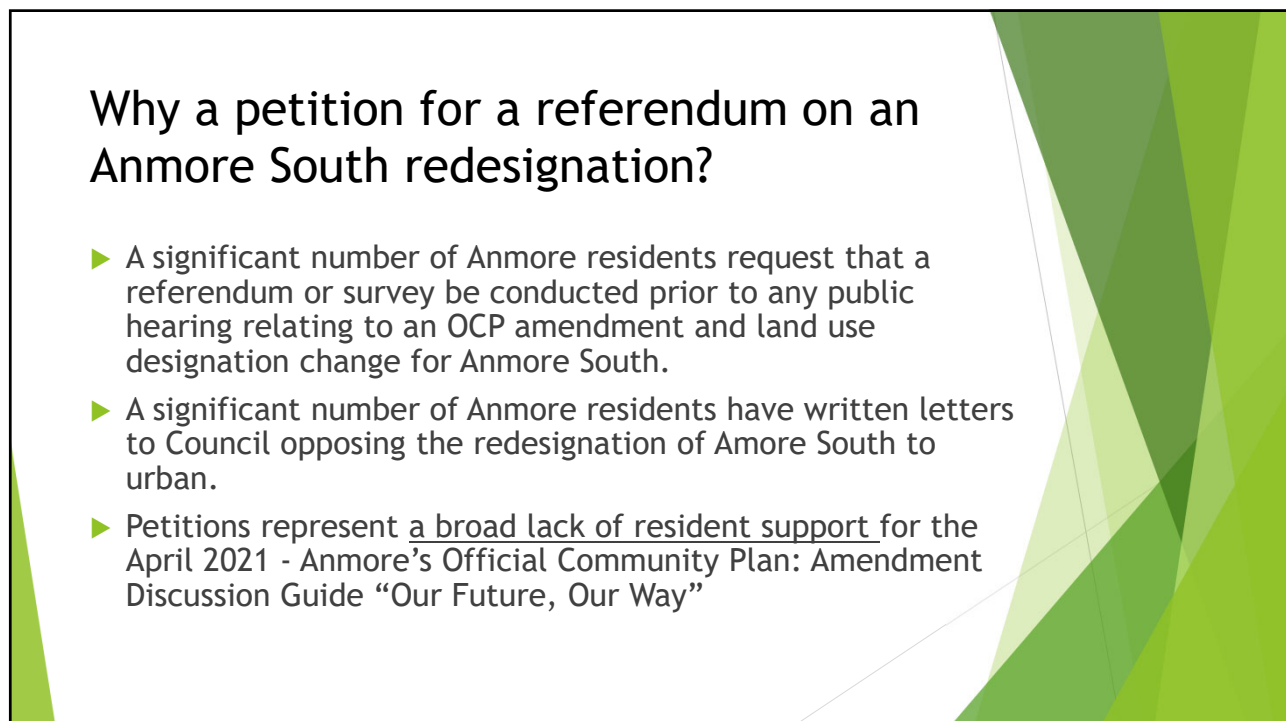 Why a petition for a referendum on an
Anmore South redesignation?
A significant number of Anmore residents request that a
referendum or survey be conducted prior to any public
hearing relating to an OCP amendment and land use
designation change for Anmore South.
A significant number of Anmore residents have written letters
to Council opposing the redesignation of Amore South to
urban.
Petitions represent a broad lack of resident support for the
April 2021 - Anmore’s Official Community Plan: Amendment
Discussion Guide “Our Future, Our Way”